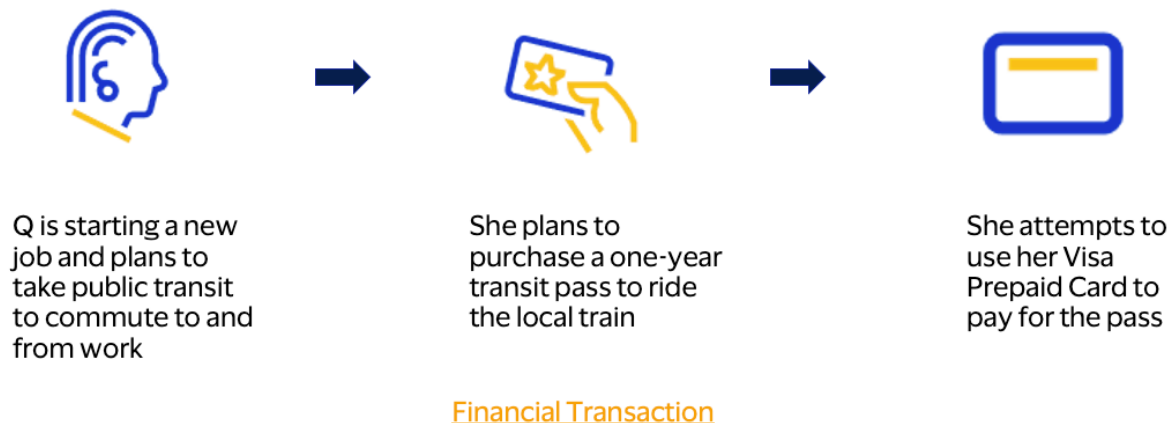 Q is starting a new
job and plans to
take public transit
to commute to and
from work
She plans to
purchase a one-year
transit pass to ride
the local train
She attempts to
use her Visa
Prepaid Card to
pay for the pass
Financial Transaction